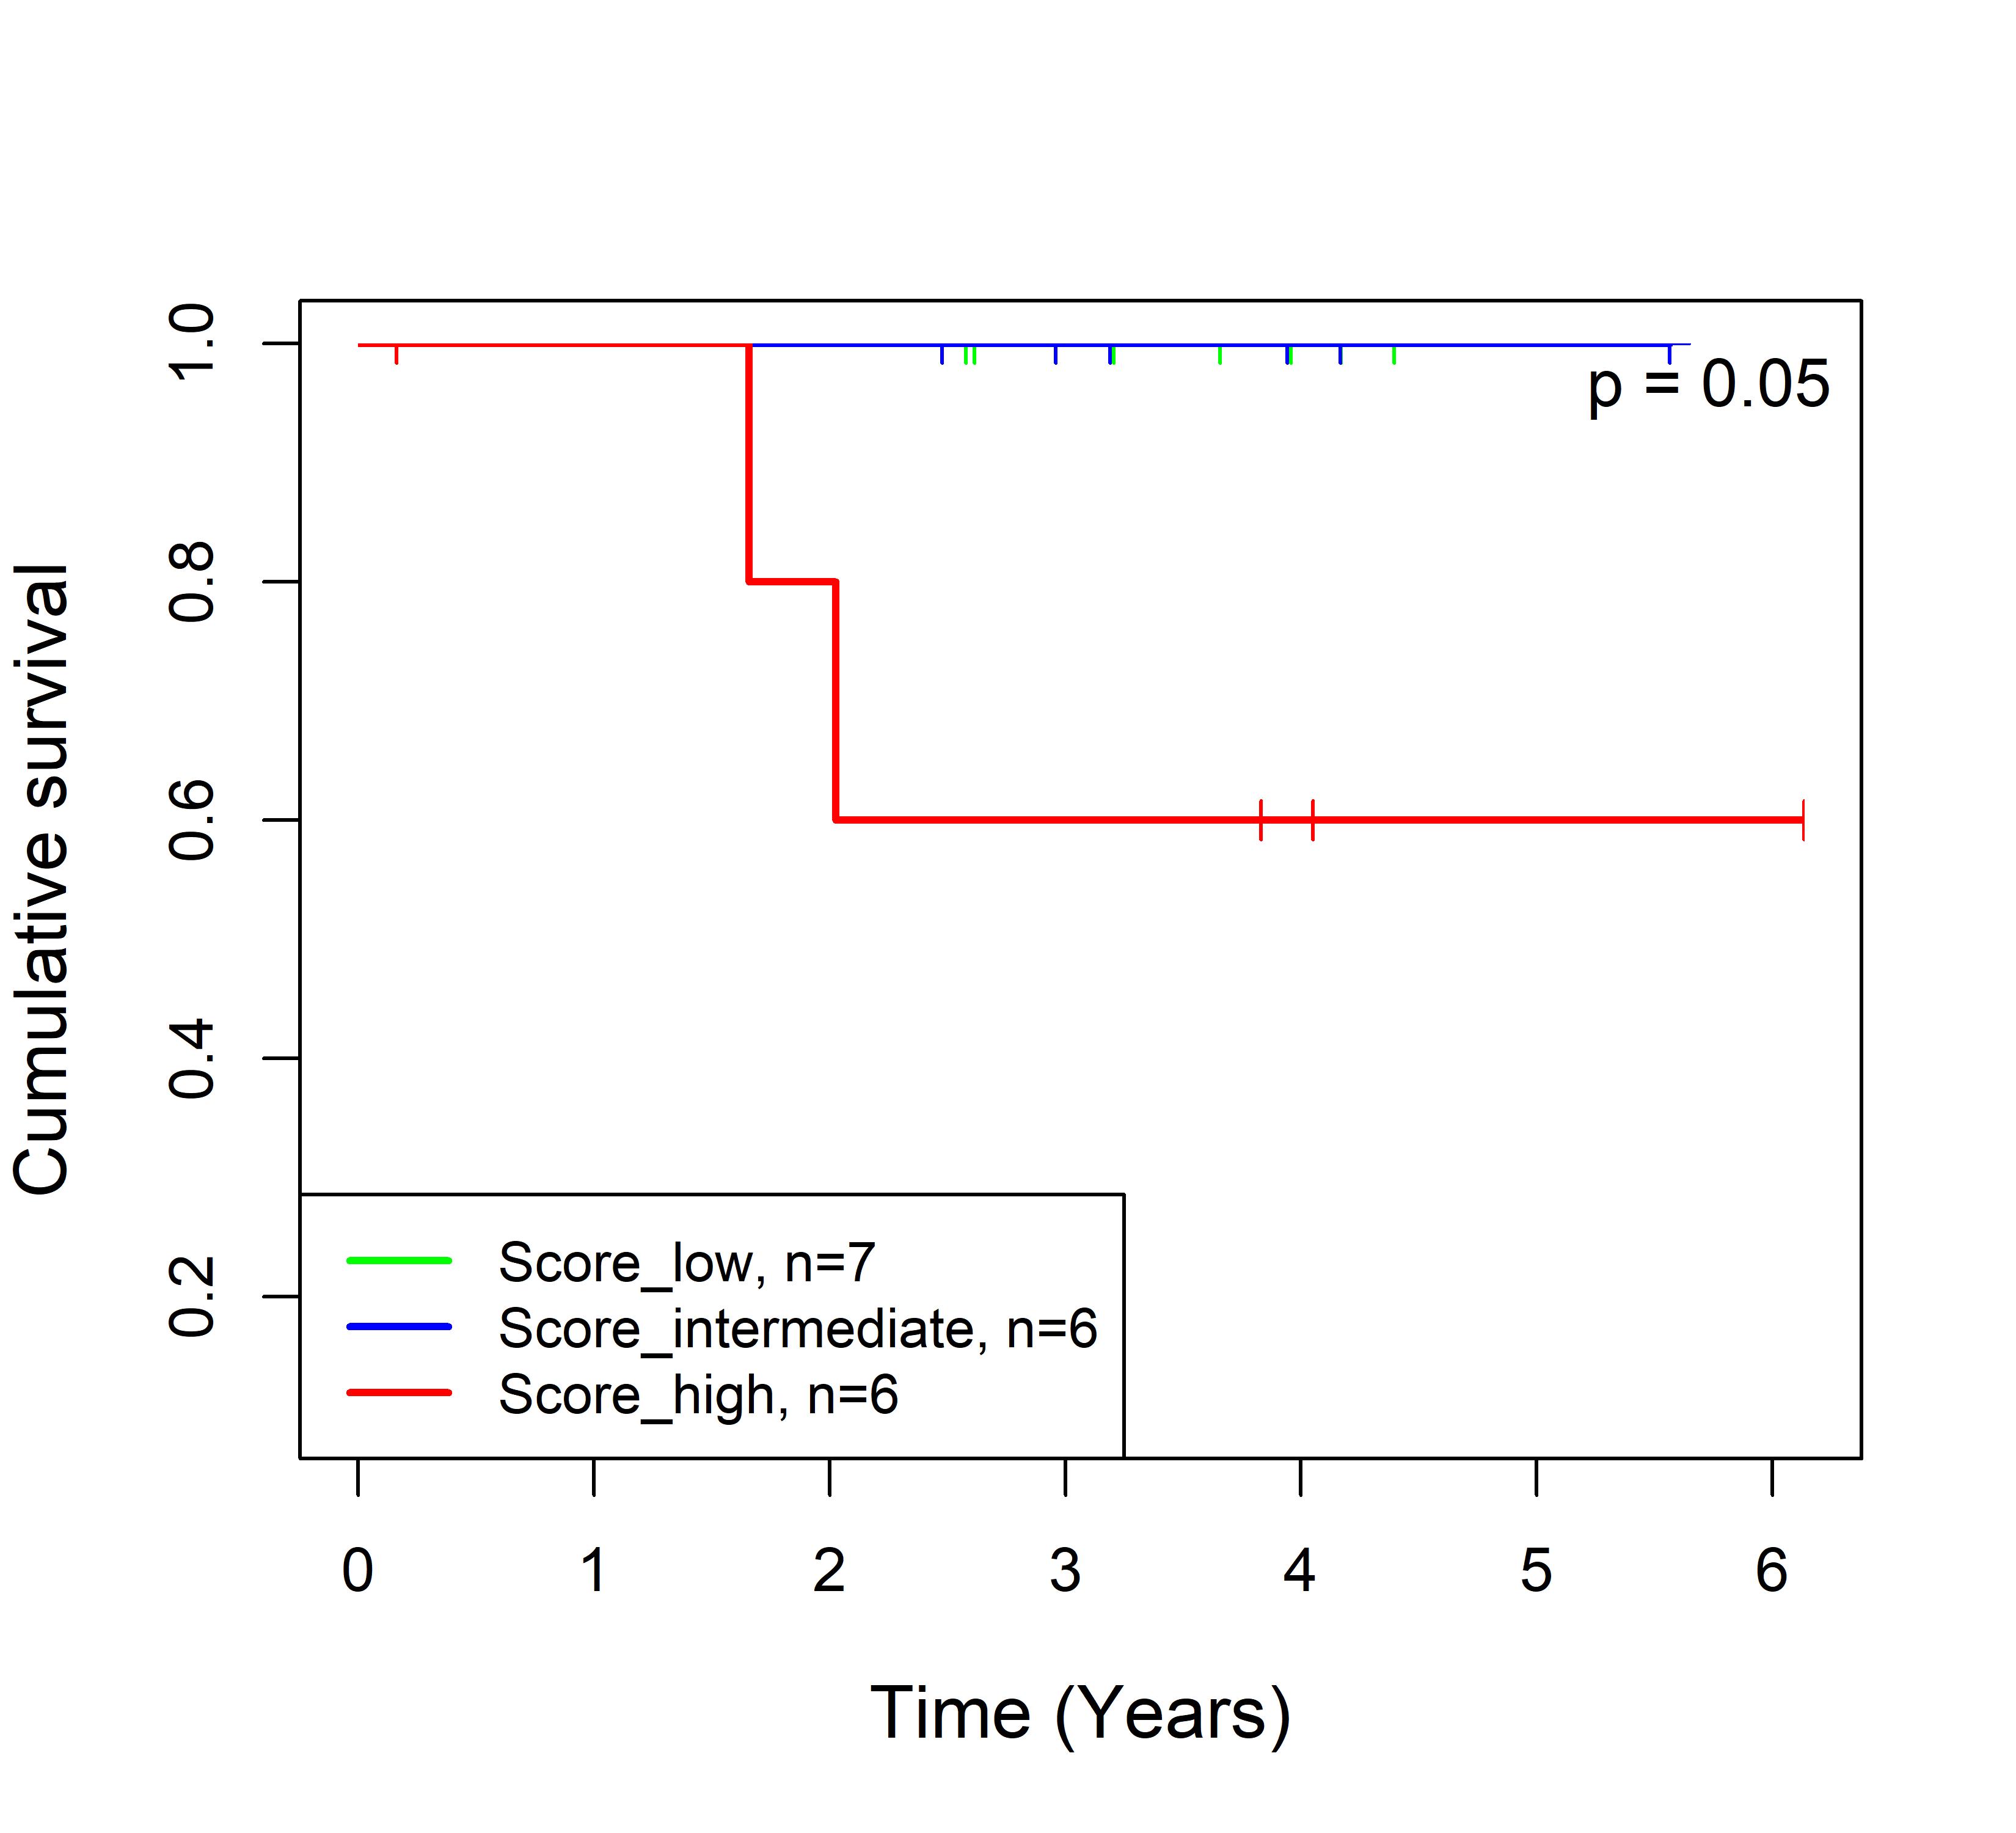 1.0
0.8
0.6
0.4
0.2
Cumulative survival
p = 0.05
Score_low, n=7
Score_intermediate, n=6
Score_high, n=6
0 1 2 3 4 5 6
Time (Years)